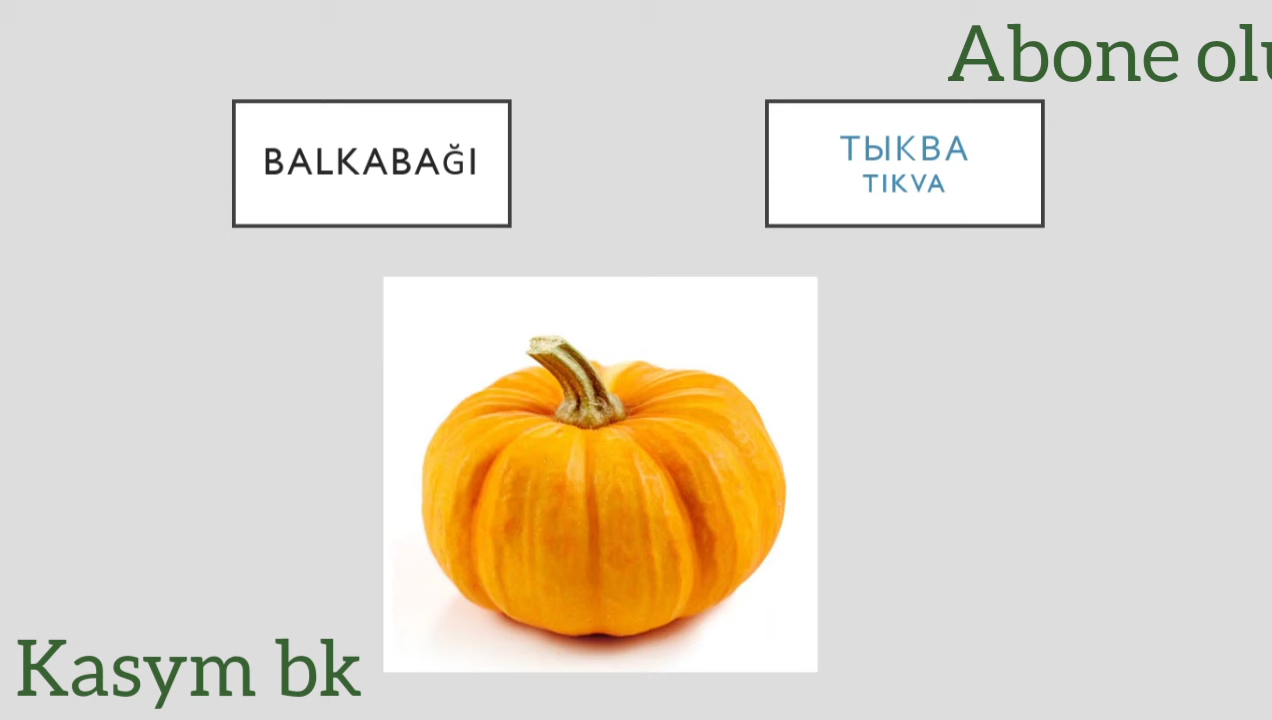 Abone olu
BALKABAĞI
ТЫКВА
TIKVA
Kasym bk